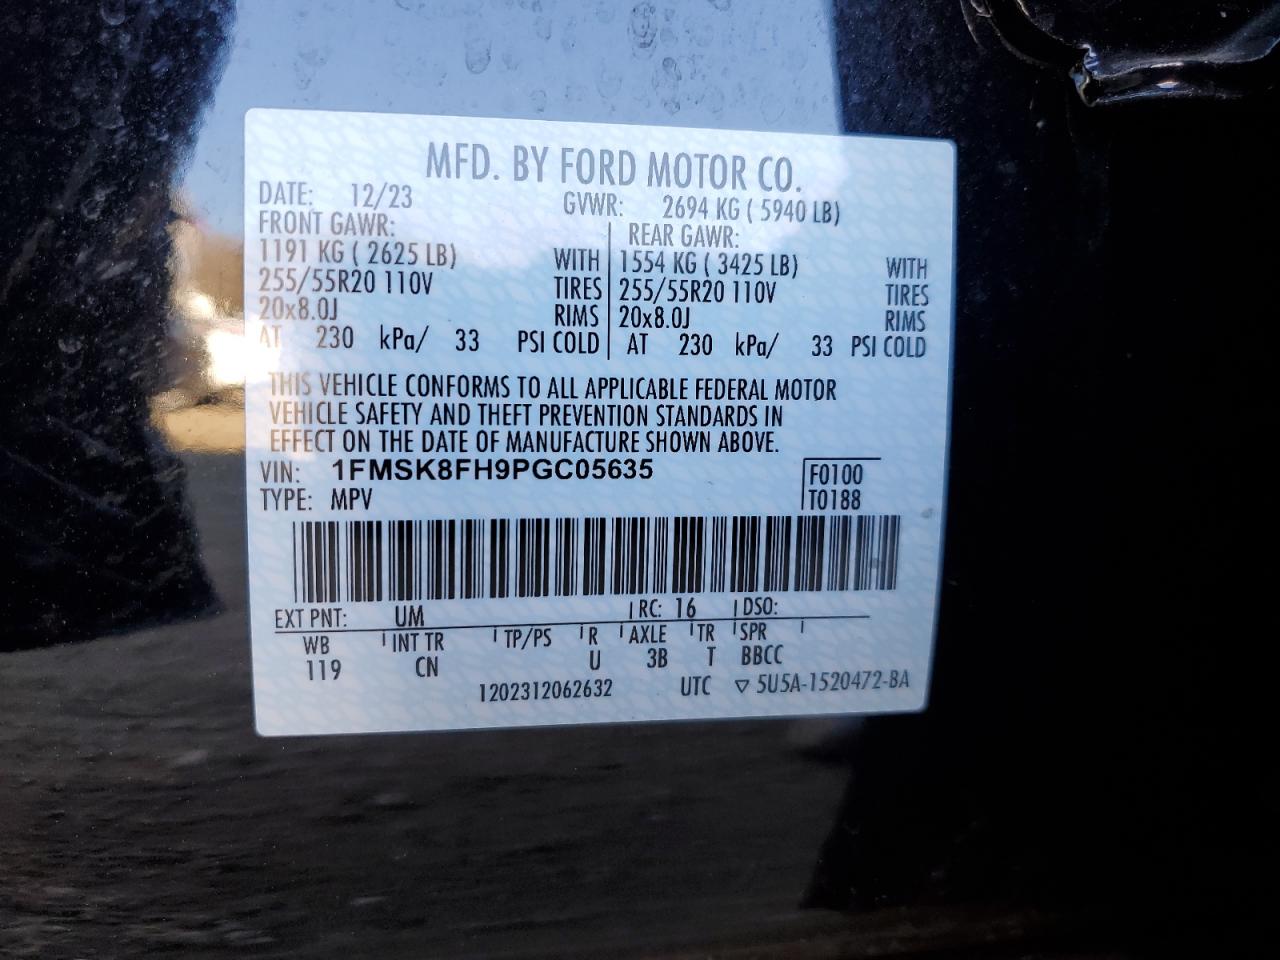 MFD. BY FORD MOTOR CO.
DATE: 12/23 GVWR: 2694 KG ( 5940 LB)
FRONT GAWR: REAR GAWR:
1191 KG ( 2625 LB) WITH 1554 KG ( 3425 LB) WITH
255/55R20 110V TIRES 255/55R20 110V TIRES
20x8.0J RIMS 20x8.0J RIMS
AT 230 kPa/ 33 PSI COLD AT 230 kPa/ 33 PSI COLD
THIS VEHICLE CONFORMS TO ALL APPLICABLE FEDERAL MOTOR
VEHICLE SAFETY AND THEFT PREVENTION STANDARDS IN
EFFECT ON THE DATE OF MANUFACTURE SHOWN ABOVE.
VIN: 1FMSK8FH9PGC05635 F0100
TYPE: MPV T0188
EXT PNT: UM RC: 16 DSO:
WB INT TR TP/PS R AXLE TR SPR
119 CN U 3B T BBCC
1202312062632 UTC ▽ 5U5A-1520472-BA